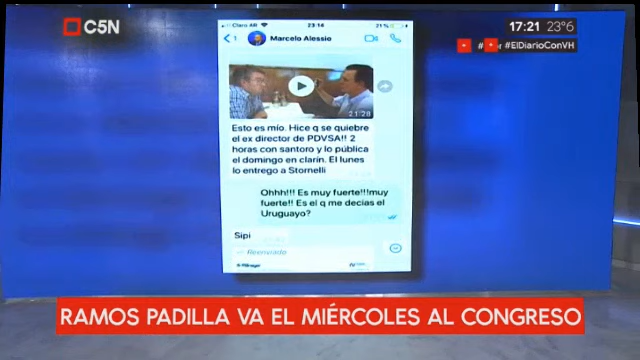 C5N
17:21 23°6
#ElDiarioConVH
Claro AR 23:14 21%
1 Marcelo Alessio
21:28
Esto es mío. Hice q se quiebre
el ex director de PDVSA!! 2
horas con santoro y lo pública
el domingo en clarín. El lunes
lo entrego a Stornelli
Ohhh!!! Es muy fuerte!!!muy
fuerte!! Es el q me decías el
Uruguayo?
Sipi
Reenviado
RAMOS PADILLA VA EL MIÉRCOLES AL CONGRESO